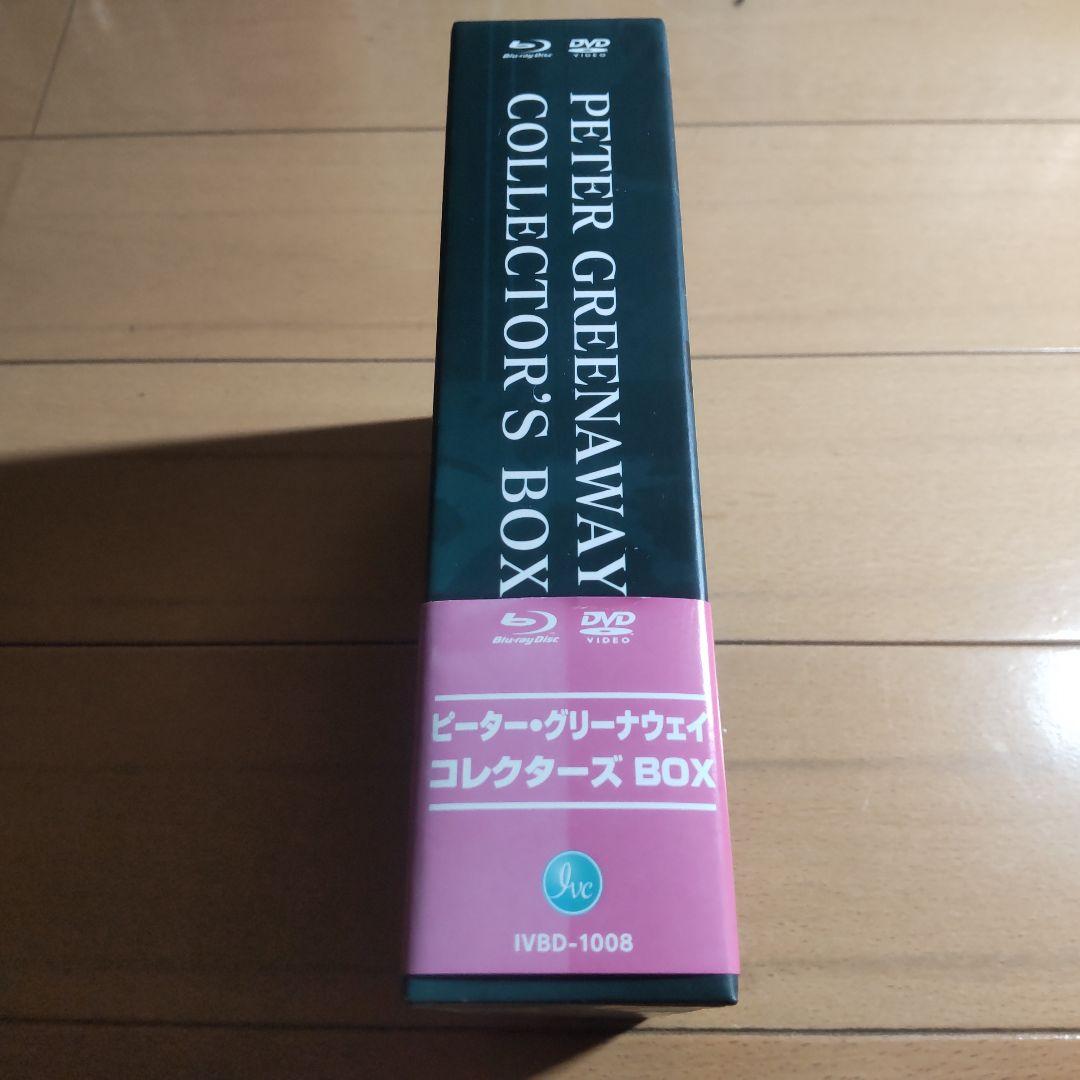 Blu-ray Disc DVD VIDEO
PETER GREENAWAY
COLLECTOR'S BOX
Blu-ray Disc DVD VIDEO
ピーター・グリーナウェイ
コレクターズ BOX
Ivc
IVBD-1008